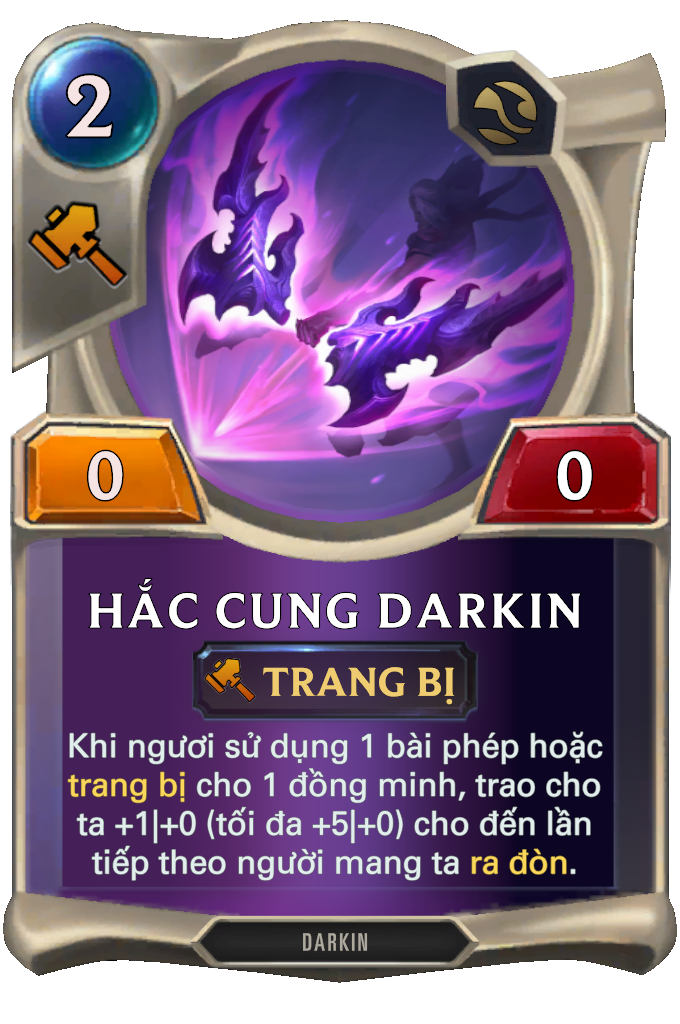 2
0
0
HẮC CUNG DARKIN
TRANG BỊ
Khi ngươi sử dụng 1 bài phép hoặc
trang bị cho 1 đồng minh, trao cho
ta +1|+0 (tối đa +5|+0) cho đến lần
tiếp theo người mang ta ra đòn.
DARKIN